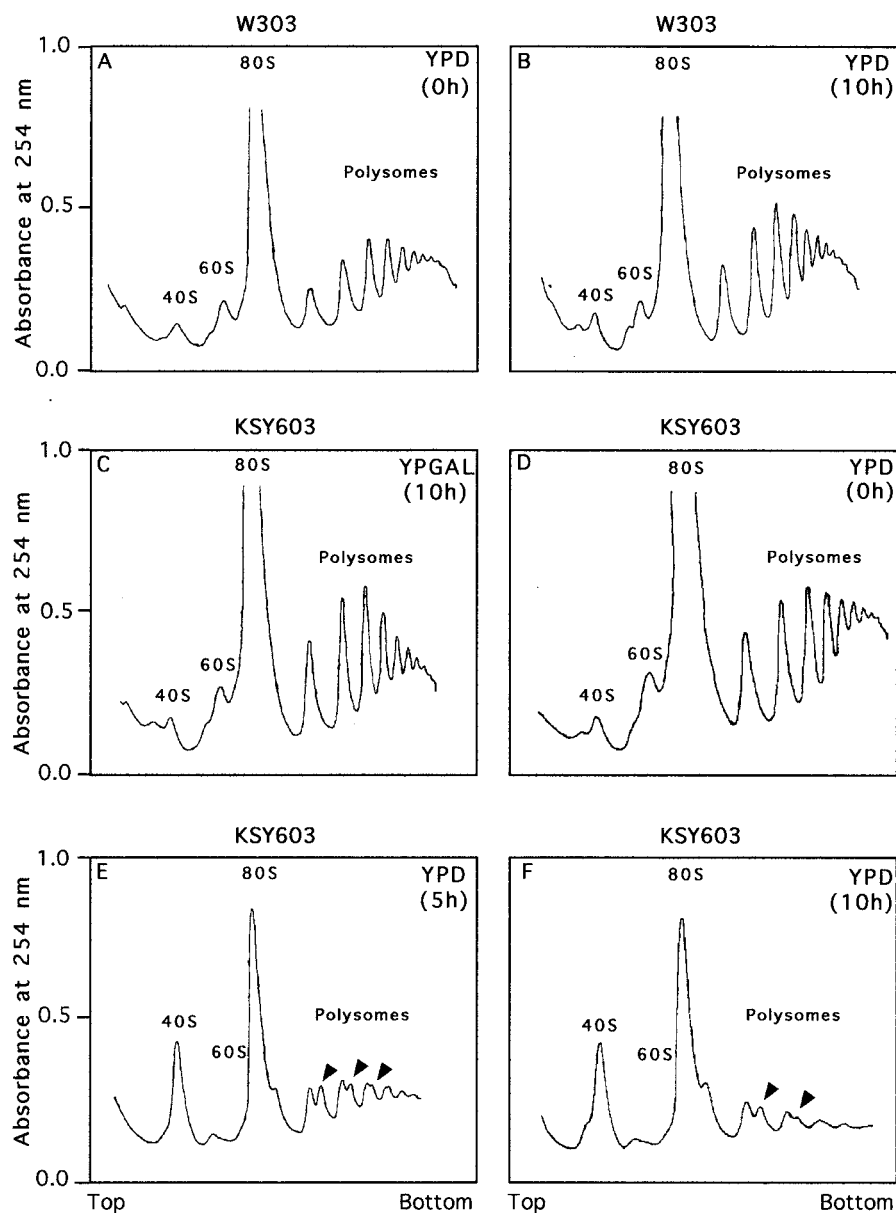 W303
W303
1.0
A
80S
YPD
(0h)
B
80S
YPD
(10h)
Absorbance at 254 nm
Polysomes
Polysomes
0.5
60S
40S
60S
40S
0.0
KSY603
KSY603
1.0
C
80S
YPGAL
(10h)
D
80S
YPD
(0h)
Absorbance at 254 nm
Polysomes
Polysomes
0.5
60S
40S
60S
40S
0.0
KSY603
KSY603
1.0
E
80S
YPD
(5h)
F
80S
YPD
(10h)
Absorbance at 254 nm
0.5
40S
Polysomes
60S
40S
Polysomes
60S
0.0
Top
Bottom
Top
Bottom